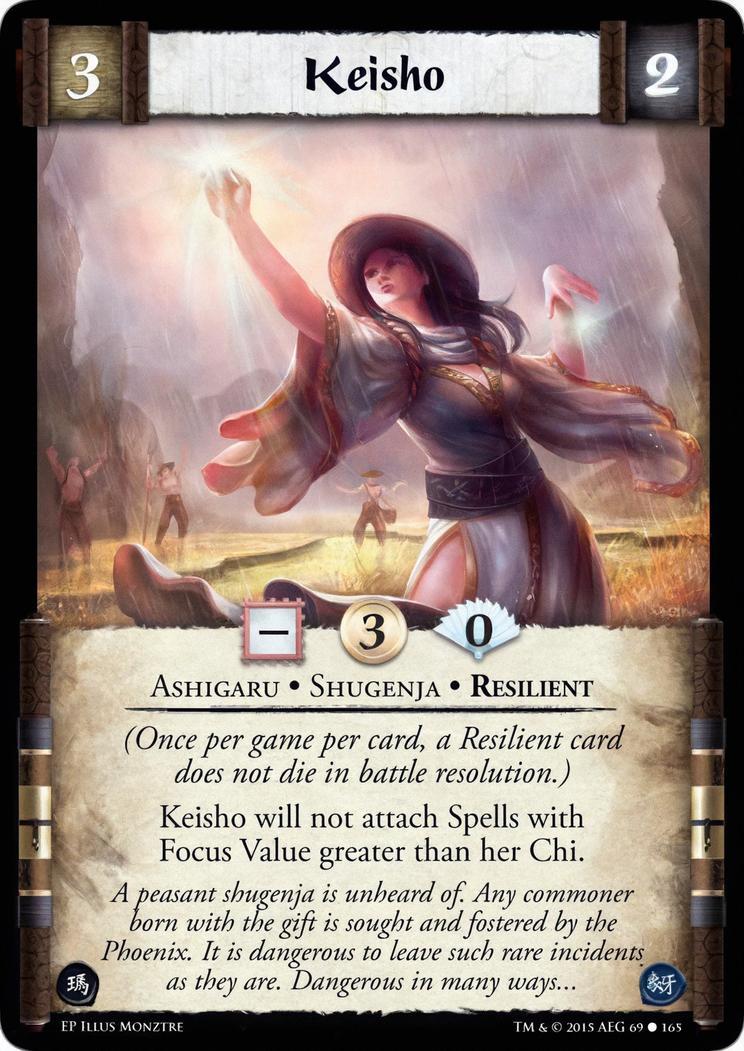 3
Keisho
2
–
3
0
Ashigaru • Shugenja • Resilient
(Once per game per card, a Resilient card
does not die in battle resolution.)
Keisho will not attach Spells with
Focus Value greater than her Chi.
A peasant shugenja is unheard of. Any commoner
born with the gift is sought and fostered by the
Phoenix. It is dangerous to leave such rare incidents
as they are. Dangerous in many ways...
EP Illus Monztre
TM & © 2015 AEG 69 ● 165